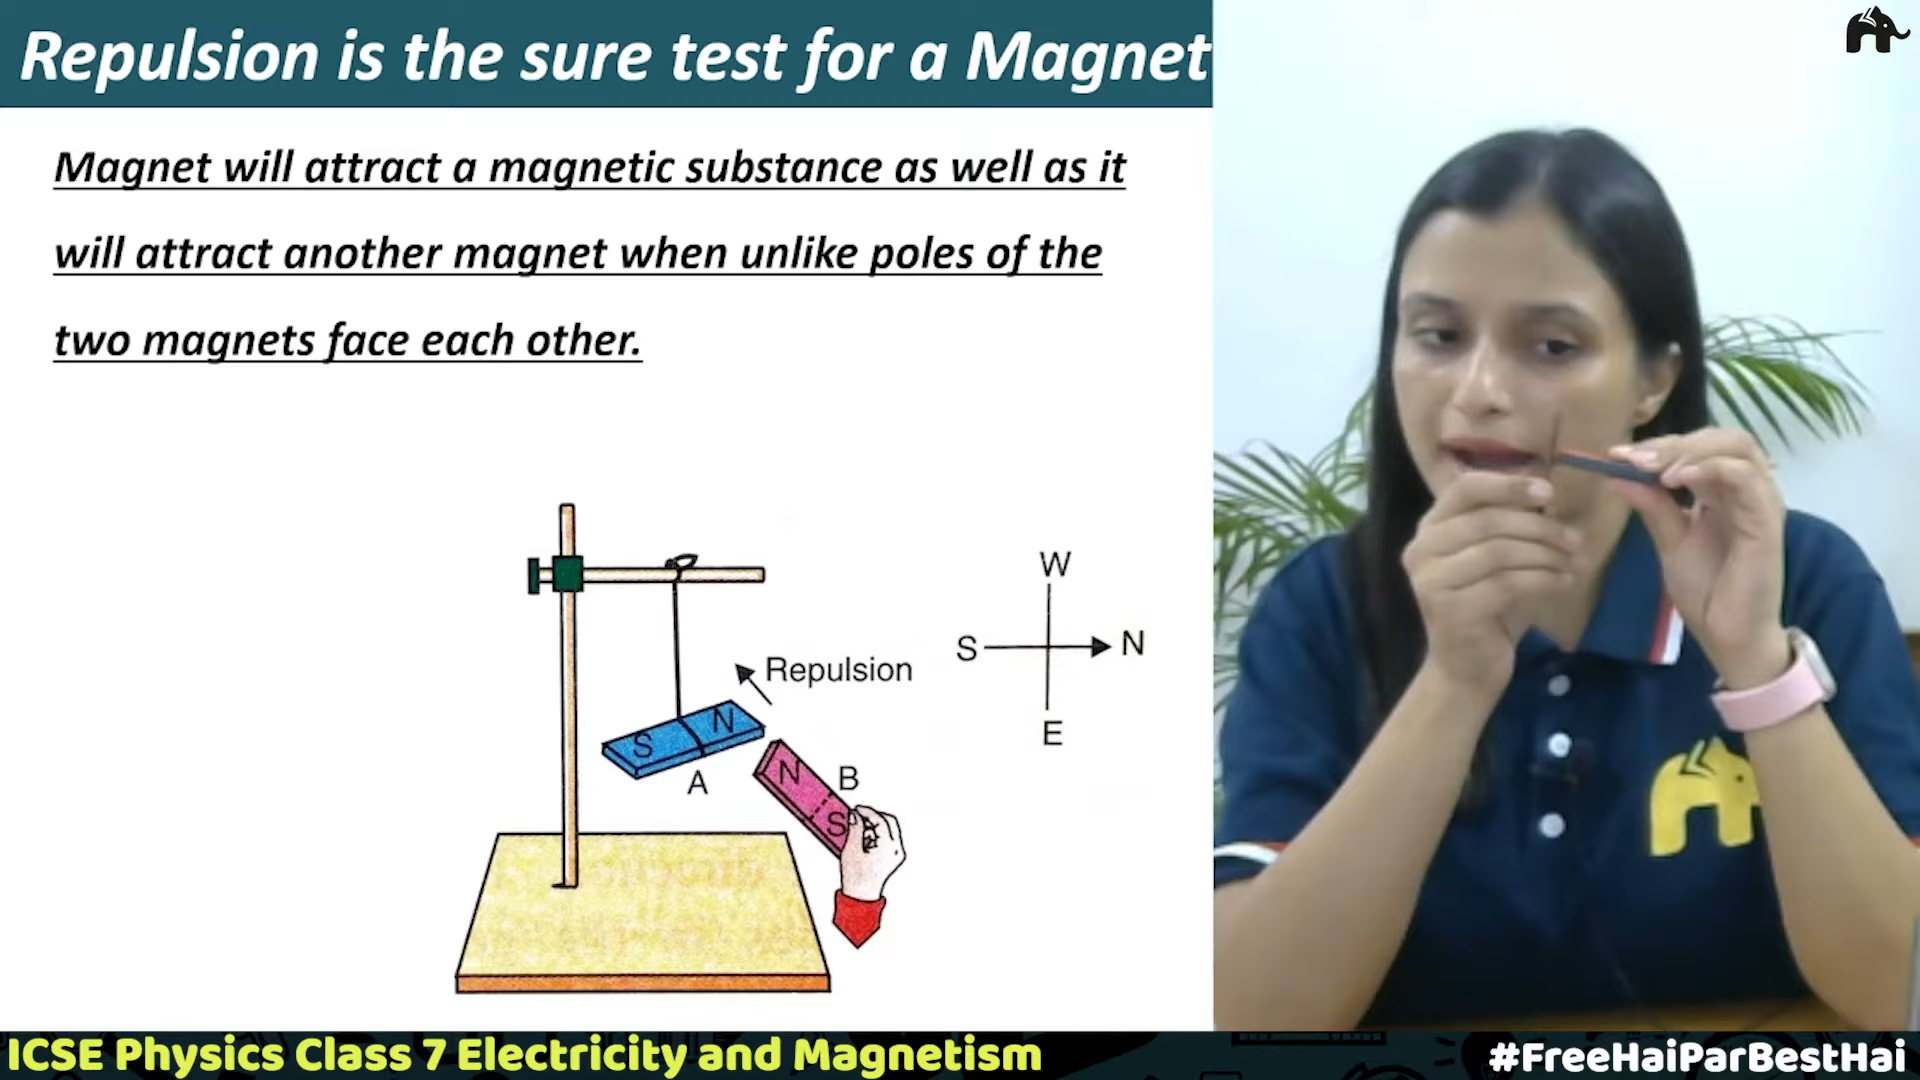 Repulsion is the sure test for a Magnet
Magnet will attract a magnetic substance as well as it
will attract another magnet when unlike poles of the
two magnets face each other.
W
S
N
E
Repulsion
S
N
A
N
B
S
ICSE Physics Class 7 Electricity and Magnetism
#FreeHaiParBestHai